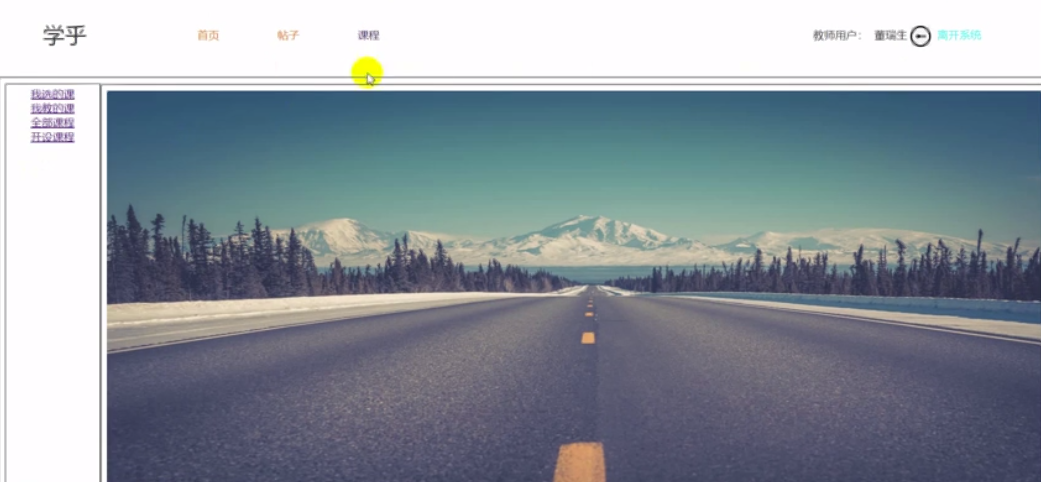 学乎 首页 帖子 课程 教师用户： 董瑞生 离开系统
我选的课
我教的课
全部课程
开设课程